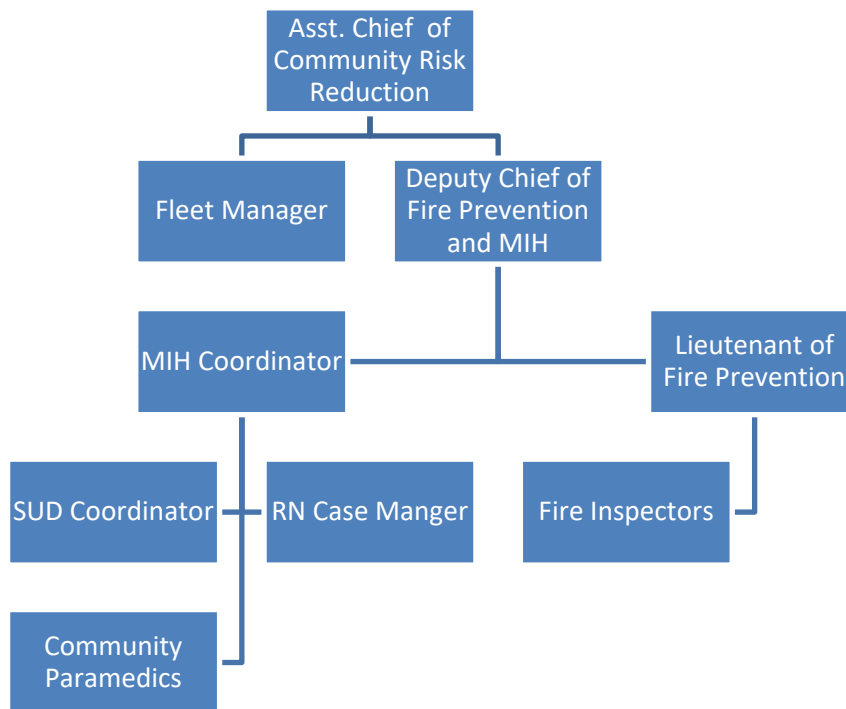 Asst. Chief of
Community Risk
Reduction
Fleet Manager
Deputy Chief of
Fire Prevention
and MIH
MIH Coordinator
Lieutenant of
Fire Prevention
SUD Coordinator
RN Case Manger
Fire Inspectors
Community
Paramedics